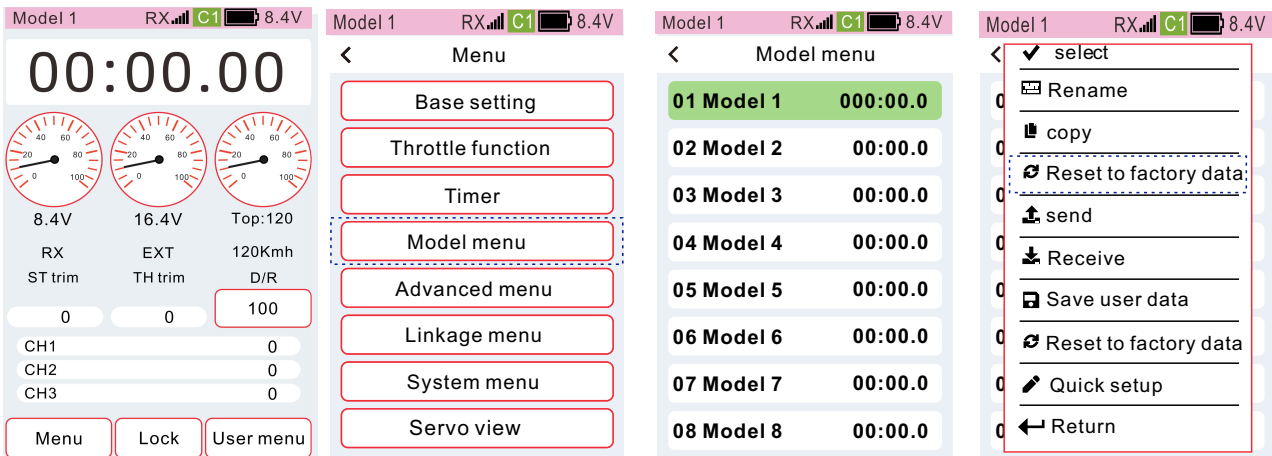 Model 1 RX C1 8.4V
00:00.00
40 60
20 80
0 100
40 60
20 80
0 100
40 60
20 80
0 100
8.4V 16.4V Top:120
RX EXT 120Kmh
ST trim TH trim D/R
0 0 100
CH1 0
CH2 0
CH3 0
Menu Lock User menu
Model 1 RX C1 8.4V
Menu
Base setting
Throttle function
Timer
Model menu
Advanced menu
Linkage menu
System menu
Servo view
Model 1 RX C1 8.4V
Model menu
01 Model 1 000:00.0
02 Model 2 00:00.0
03 Model 3 00:00.0
04 Model 4 00:00.0
05 Model 5 00:00.0
06 Model 6 00:00.0
07 Model 7 00:00.0
08 Model 8 00:00.0
Model 1 RX C1 8.4V
select
Rename
copy
Reset to factory data
send
Receive
Save user data
Reset to factory data
Quick setup
Return